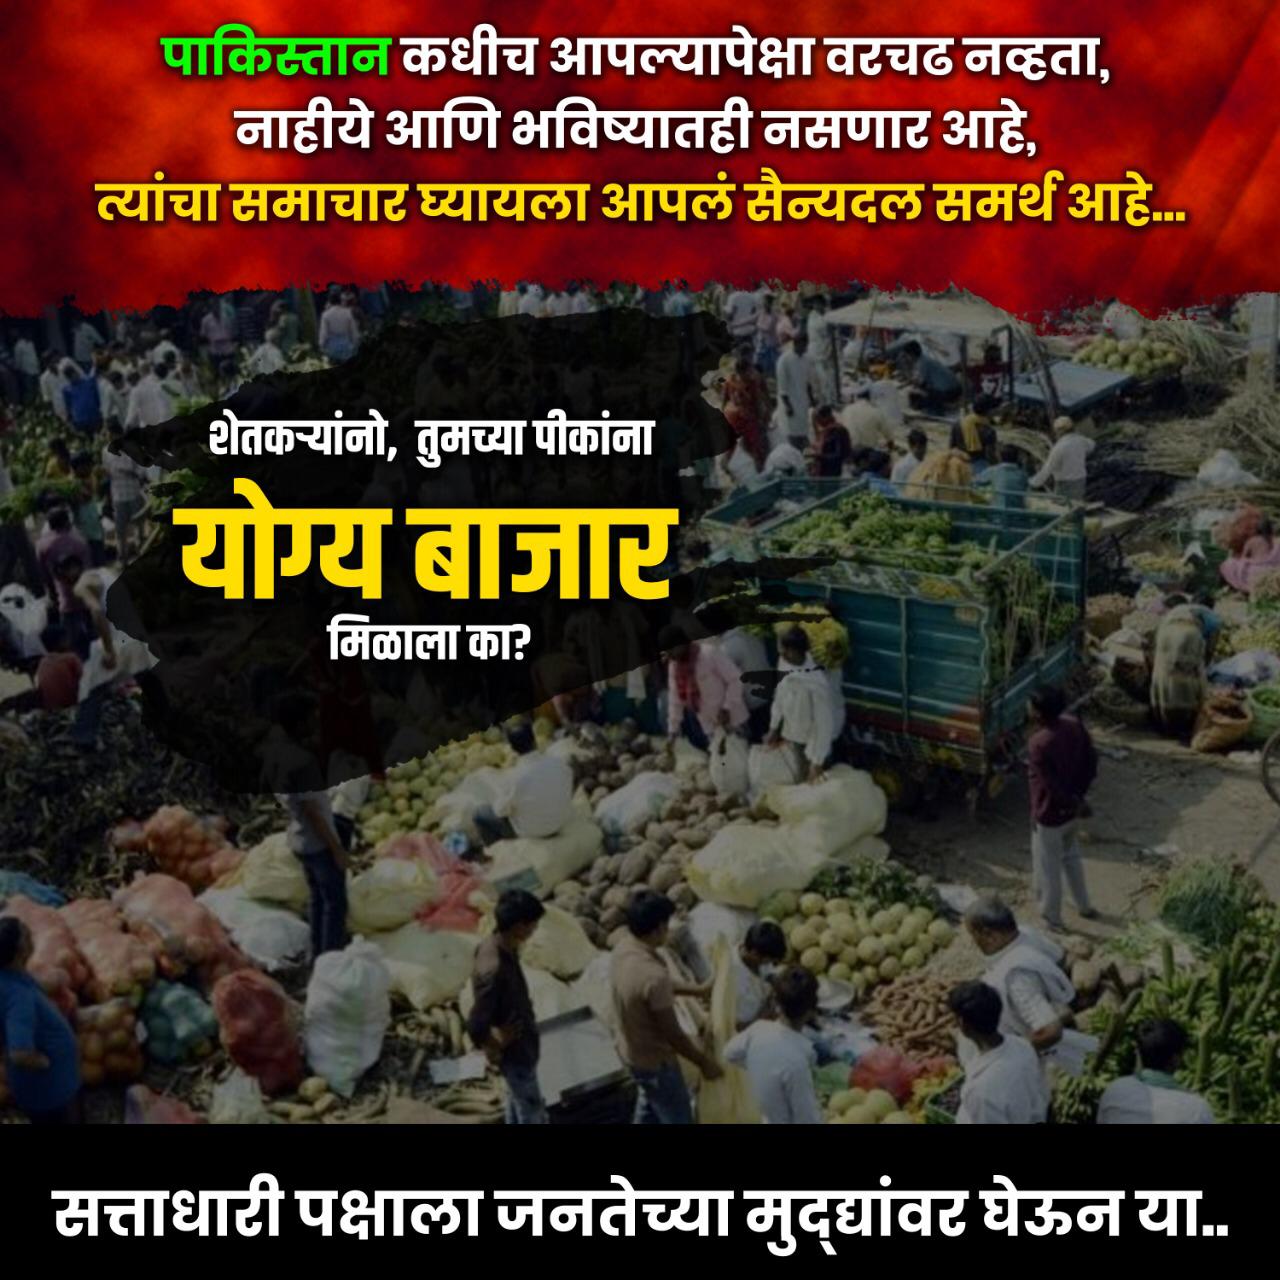 पाकिस्तान कधीच आपल्यापेक्षा वरचढ नव्हता,
नाहीये आणि भविष्यातही नसणार आहे,
त्यांचा समाचार घ्यायला आपलं सैन्यदल समर्थ आहे...
शेतकऱ्यांनो, तुमच्या पीकांना
योग्य बाजार
मिळाला का?
सत्ताधारी पक्षाला जनतेच्या मुद्द्यांवर घेऊन या..